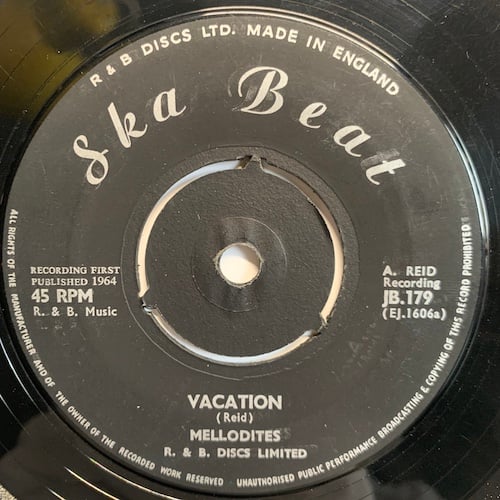 R & B DISCS LTD. MADE IN ENGLAND
Ska Beat
RECORDING FIRST
PUBLISHED 1964
45 RPM
R. & B. Music
A. REID
Recording
JB.179
(EJ.1606a)
VACATION
(Reid)
MELLODITES
R. & B. DISCS LIMITED
ALL RIGHTS OF THE MANUFACTURER AND OF THE OWNER OF THE RECORDED WORK RESERVED UNAUTHORISED PUBLIC PERFORMANCE BROADCASTING & COPYING OF THIS RECORD PROHIBITED